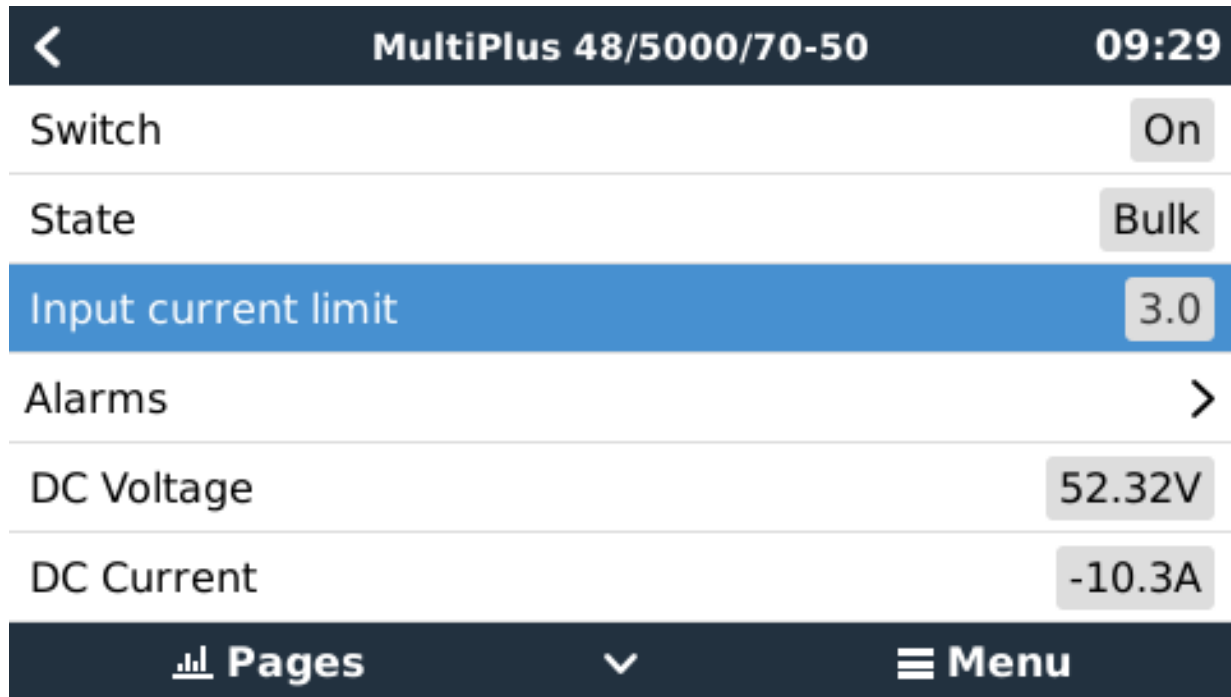 MultiPlus 48/5000/70-50 09:29
Switch On
State Bulk
Input current limit 3.0
Alarms
DC Voltage 52.32V
DC Current -10.3A
Pages Menu